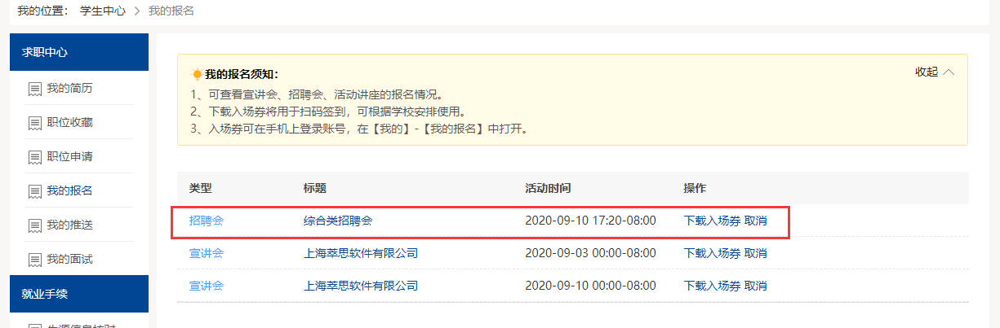 我的位置： 学生中心 > 我的报名
求职中心
我的简历
职位收藏
职位申请
我的报名
我的推送
我的面试
就业手续
我的报名须知：
收起
1、可查看宣讲会、招聘会、活动讲座的报名情况。
2、下载入场券将用于扫码签到，可根据学校安排使用。
3、入场券可在手机上登录账号，在【我的】-【我的报名】中打开。
类型 标题 活动时间 操作
招聘会 综合类招聘会 2020-09-10 17:20-08:00 下载入场券 取消
宣讲会 上海萃思软件有限公司 2020-09-03 00:00-08:00 下载入场券 取消
宣讲会 上海萃思软件有限公司 2020-09-10 00:00-08:00 下载入场券 取消